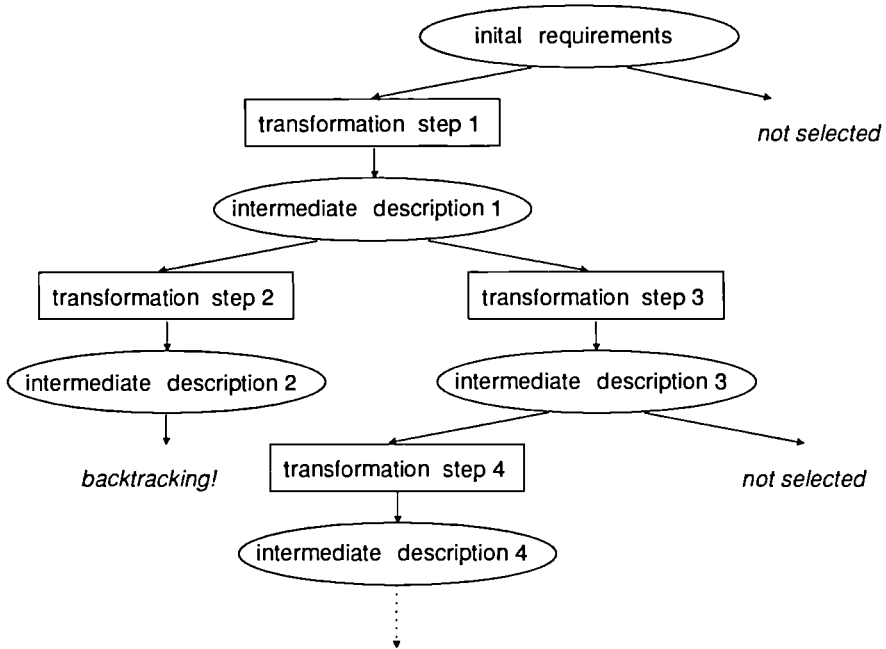 inital requirements
transformation step 1
not selected
intermediate description 1
transformation step 2
transformation step 3
intermediate description 2
intermediate description 3
backtracking!
transformation step 4
not selected
intermediate description 4